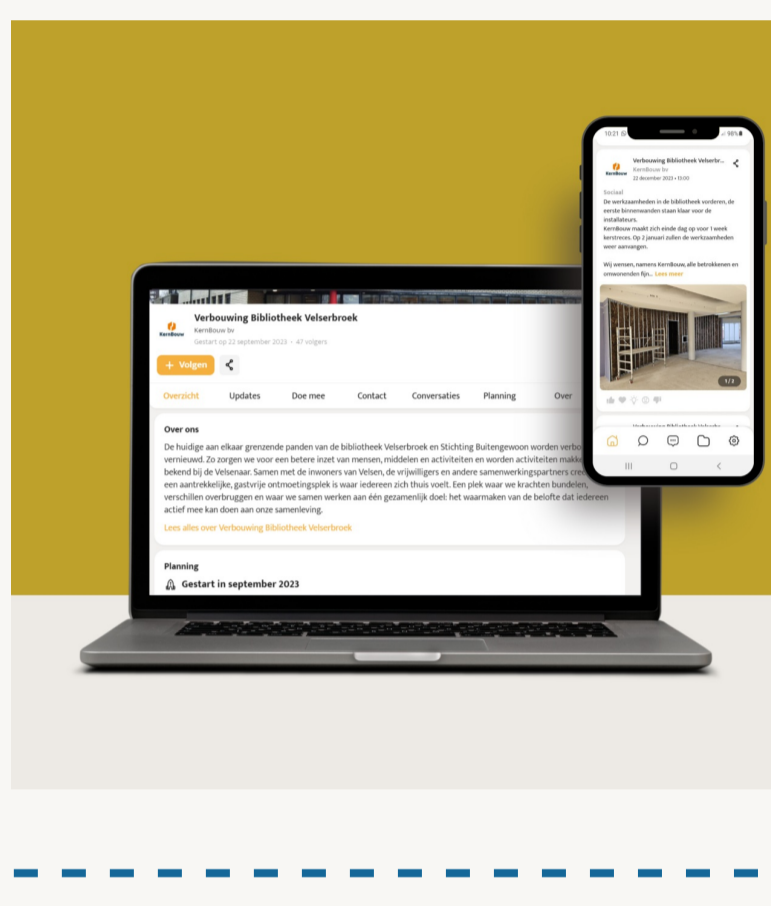 Verbouwing Bibliotheek Velserbroek
KernBouw
KernBouw bv
Gestart op 22 september 2023 • 47 volgers
+ Volgen
Overzicht Updates Doe mee Contact Conversaties Planning Over
Over ons
De huidige aan elkaar grenzende panden van de bibliotheek Velserbroek en Stichting Buitengewoon worden verbo
vernieuwd. Zo zorgen we voor een betere inzet van mensen, middelen en activiteiten en worden activiteiten makke
bekend bij de Velsenaar. Samen met de inwoners van Velsen, de vrijwilligers en andere samenwerkingspartners cre
een aantrekkelijke, gastvrije ontmoetingsplek is waar iedereen zich thuis voelt. Een plek waar we krachten bundelen,
verschillen overbruggen en waar we samen werken aan één gezamenlijk doel: het waarmaken van de belofte dat iedereen
actief mee kan doen aan onze samenleving.
Lees alles over Verbouwing Bibliotheek Velserbroek
Planning
Gestart in september 2023
10:21 98%
Verbouwing Bibliotheek Velserbr...
KernBouw
KernBouw bv
22 december 2023 • 13:00
Sociaal
De werkzaamheden in de bibliotheek vorderen, de
eerste binnenwanden staan klaar voor de
installateurs.
KernBouw maakt zich einde dag op voor 1 week
kerstreces. Op 2 januari zullen de werkzaamheden
weer aanvangen.
Wij wensen, namens KernBouw, alle betrokkenen en
omwonenden fijn... Lees meer
1/2